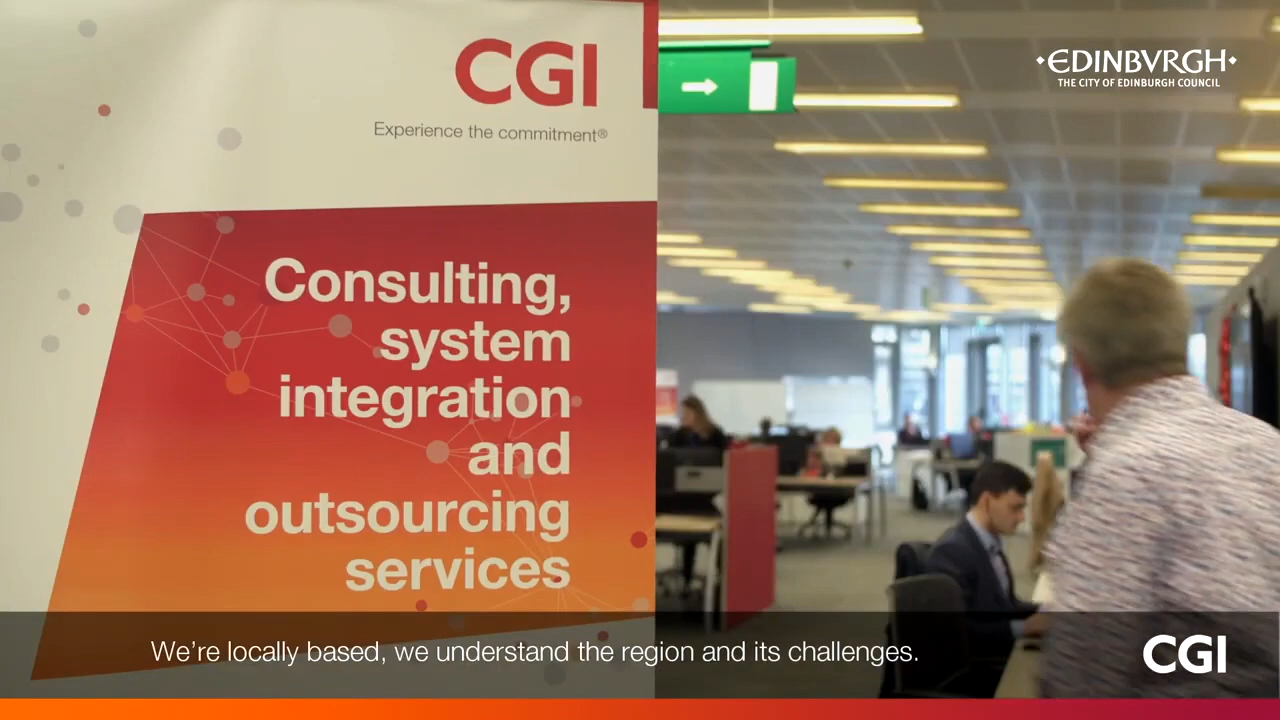 CGI
Experience the commitment®
Consulting,
system
integration
and
outsourcing
services
•EDINBVRGH•
THE CITY OF EDINBURGH COUNCIL
We're locally based, we understand the region and its challenges.
CGI